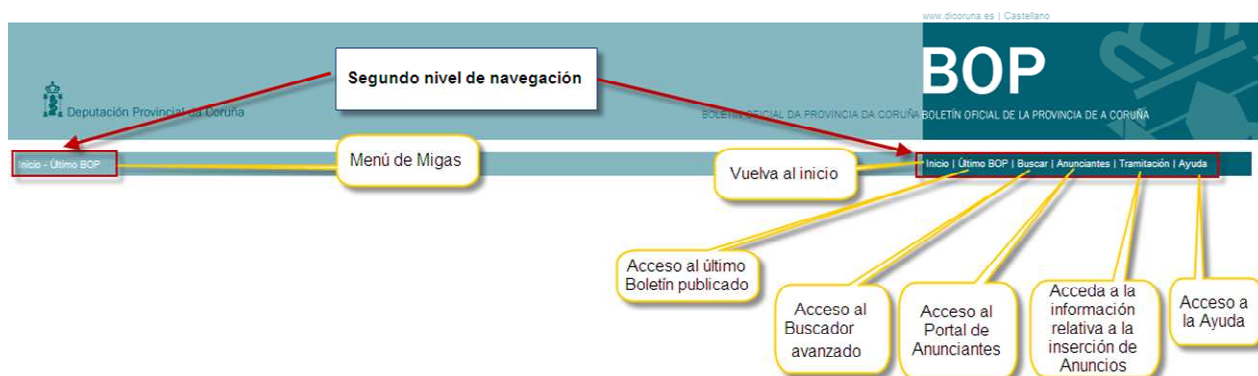 www.dicoruna.es | Castellano
BOP
Segundo nivel de navegación
Deputación Provincial da Coruña
BOLETÍN OFICIAL DA PROVINCIA DA CORUÑA
BOLETÍN OFICIAL DE LA PROVINCIA DE A CORUÑA
Inicio - Último BOP
Menú de Migas
Vuelva al inicio
Inicio | Último BOP | Buscar | Anunciantes | Tramitación | Ayuda
Acceso al último
Boletín publicado
Acceso al
Buscador
avanzado
Acceso al
Portal de
Anunciantes
Acceda a la
información
relativa a la
inserción de
Anuncios
Acceso a
la Ayuda